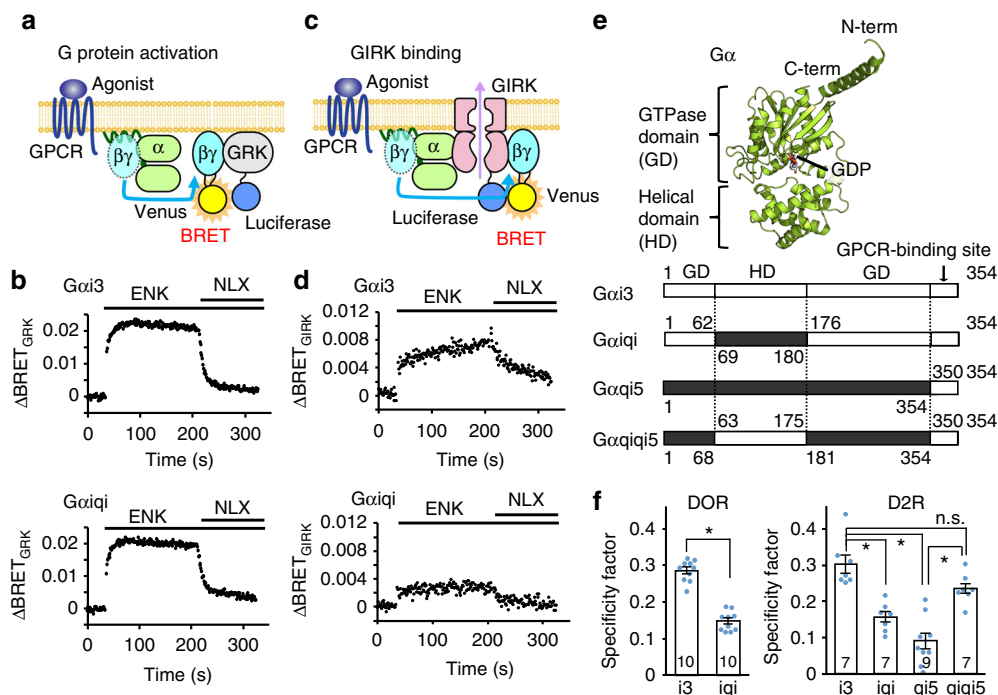 a
G protein activation
Agonist
GPCR
βγ
α
βγ
GRK
Venus
Luciferase
BRET
c
GIRK binding
Agonist
GIRK
GPCR
βγ
α
βγ
Venus
Luciferase
BRET
e
N-term
Gα
C-term
GTPase
domain
(GD)
GDP
Helical
domain
(HD)
GPCR-binding site
1 GD HD GD 354
Gαi3
1 62 176 354
Gαiqi
69 180
350 354
Gαqi5
1 354
63 175 350 354
Gαqiqi5
1 68 181 354
b
Gαi3
NLX
ENK
0.02
0.01
0
ΔBRETGRK
0 100 200 300
Time (s)
Gαiqi
NLX
ENK
0.02
0.01
0
ΔBRETGRK
0 100 200 300
Time (s)
d
Gαi3
NLX
ENK
0.012
0.008
0.004
0
ΔBRETGIRK
0 100 200 300
Time (s)
Gαiqi
NLX
ENK
0.012
0.008
0.004
0
ΔBRETGIRK
0 100 200 300
Time (s)
f
DOR
*
0.4
0.3
0.2
0.1
0
Specificity factor
10 10
i3 iqi
D2R
n.s.
* * *
0.4
0.3
0.2
0.1
0
Specificity factor
7 7 9 7
i3 iqi qi5 qiqi5